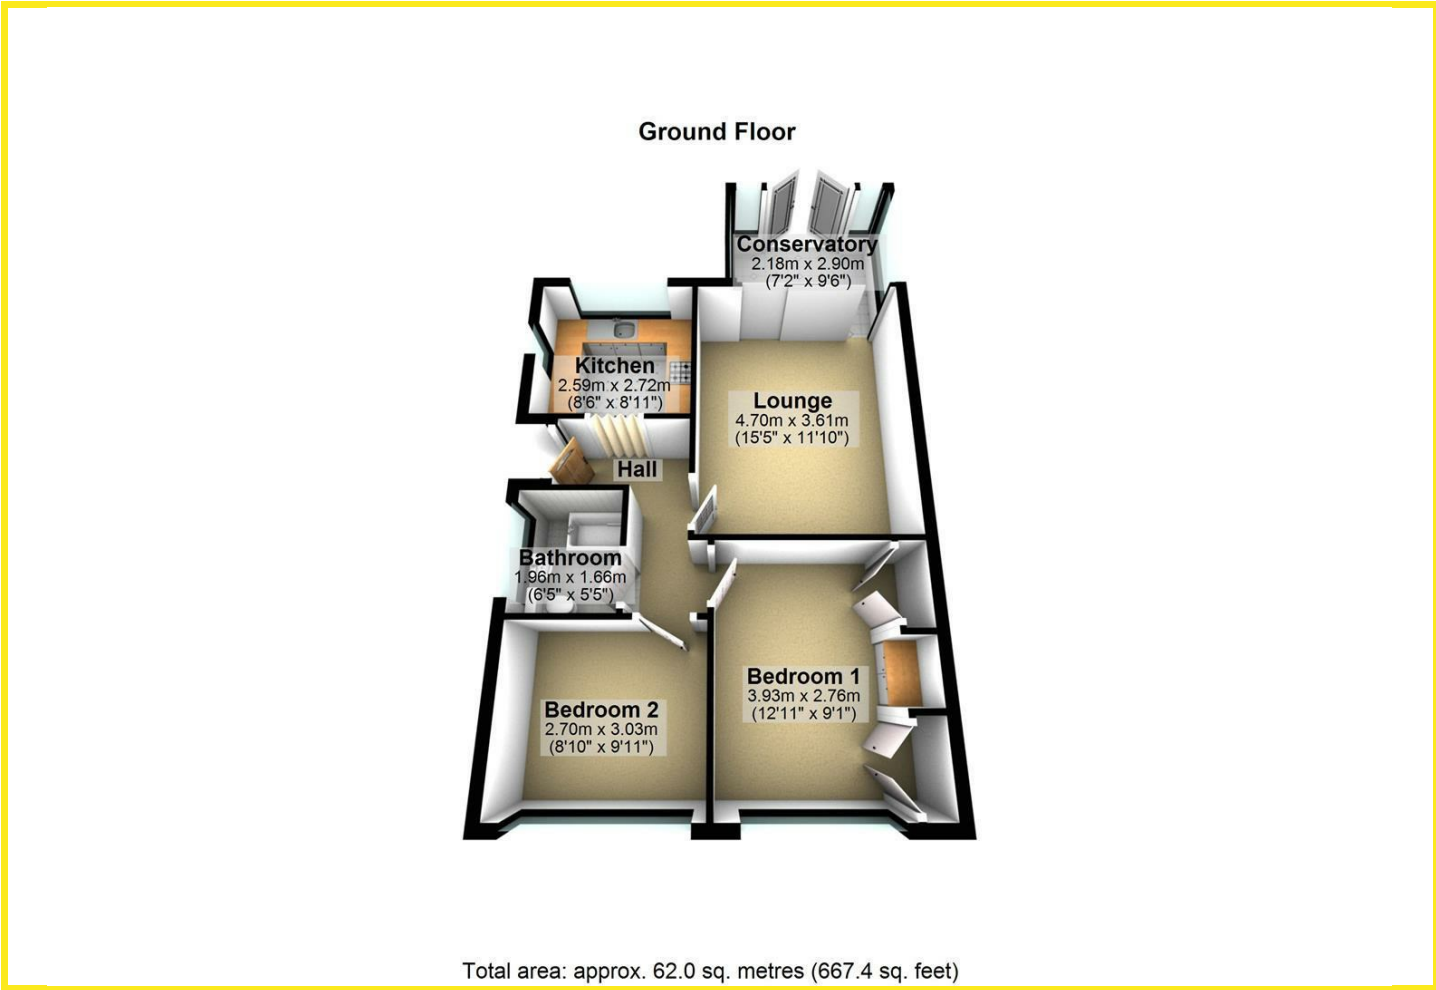 Ground Floor
Conservatory
2.18m x 2.90m
(7'2" x 9'6")
Kitchen
2.59m x 2.72m
(8'6" x 8'11")
Lounge
4.70m x 3.61m
(15'5" x 11'10")
Hall
Bathroom
1.96m x 1.66m
(6'5" x 5'5")
Bedroom 1
3.93m x 2.76m
(12'11" x 9'1")
Bedroom 2
2.70m x 3.03m
(8'10" x 9'11")
Total area: approx. 62.0 sq. metres (667.4 sq. feet)